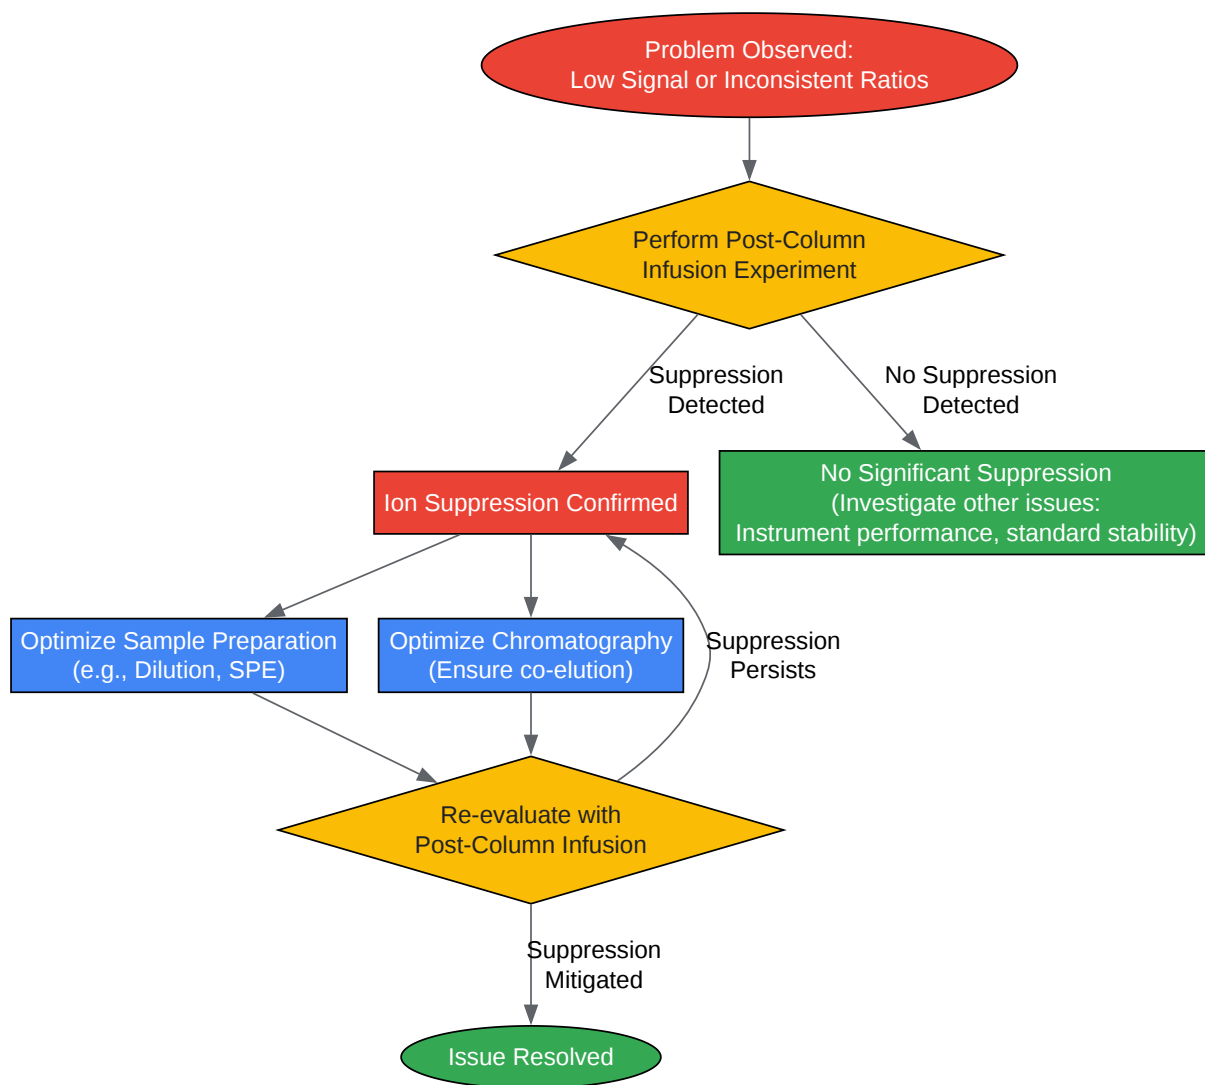 Problem Observed:
Low Signal or Inconsistent Ratios
Perform Post-Column
Infusion Experiment
Suppression
Detected
No Suppression
Detected
Ion Suppression Confirmed
No Significant Suppression
(Investigate other issues:
Instrument performance, standard stability)
Optimize Sample Preparation
(e.g., Dilution, SPE)
Optimize Chromatography
(Ensure co-elution)
Suppression
Persists
Re-evaluate with
Post-Column Infusion
Suppression
Mitigated
Issue Resolved